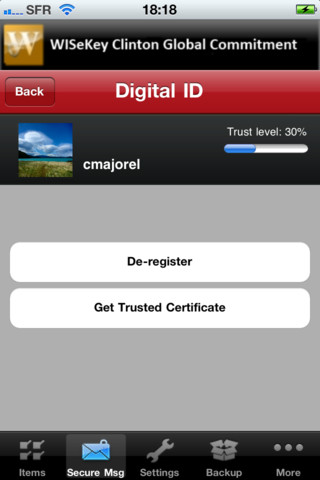 SFR 18:18
WISeKey Clinton Global Commitment
Back Digital ID
Trust level: 30%
cmajorel
De-register
Get Trusted Certificate
Items Secure Msg Settings Backup More